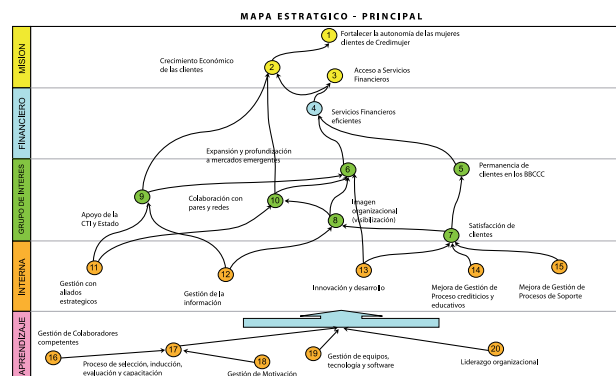 MAPA ESTRATGICO - PRINCIPAL
MISION
1
Fortalecer la autonomía de las mujeres
clientes de Credimujer
Crecimiento Económico
de las clientes
2
3
Acceso a Servicios
Financieros
FINANCIERO
4
Servicios Financieros
eficientes
GRUPO DE INTERES
Expansión y profundización
a mercados emergentes
6
5
Permanencia de
clientes en los BBCCC
9
Colaboración con
pares y redes
10
Imagen
organizacional
(visibilización)
Apoyo de la
CTI y Estado
8
7
Satisfacción de
clientes
INTERNA
11
Gestión con
aliados
estrategicos
12
Gestión de la
información
13
Innovación y desarrollo
14
Mejora de Gestión de
Proceso crediticios y
educativos
15
Mejora de Gestión de
Procesos de Soporte
APRENDIZAJE
Gestión de Colaboradores
competentes
16
17
Proceso de selección, inducción,
evaluación y capacitación
18
Gestión de Motivación
19
Gestión de equipos,
tecnología y software
20
Liderazgo organizacional